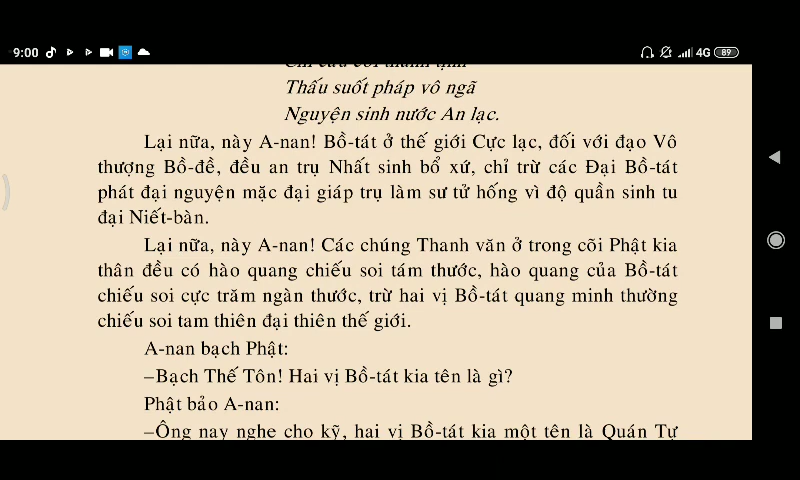 9:00
4G 89
Thấu suốt pháp vô ngã
Nguyện sinh nước An lạc.
Lại nữa, này A-nan! Bồ-tát ở thế giới Cực lạc, đối với đạo Vô
thượng Bồ-đề, đều an trụ Nhất sinh bổ xứ, chỉ trừ các Đại Bồ-tát
phát đại nguyện mặc đại giáp trụ làm sư tử hống vì độ quần sinh tu
đại Niết-bàn.
Lại nữa, này A-nan! Các chúng Thanh văn ở trong cõi Phật kia
thân đều có hào quang chiếu soi tám thước, hào quang của Bồ-tát
chiếu soi cực trăm ngàn thước, trừ hai vị Bồ-tát quang minh thường
chiếu soi tam thiên đại thiên thế giới.
A-nan bạch Phật:
–Bạch Thế Tôn! Hai vị Bồ-tát kia tên là gì?
Phật bảo A-nan:
–Ông nay nghe cho kỹ, hai vị Bồ-tát kia một tên là Quán Tự